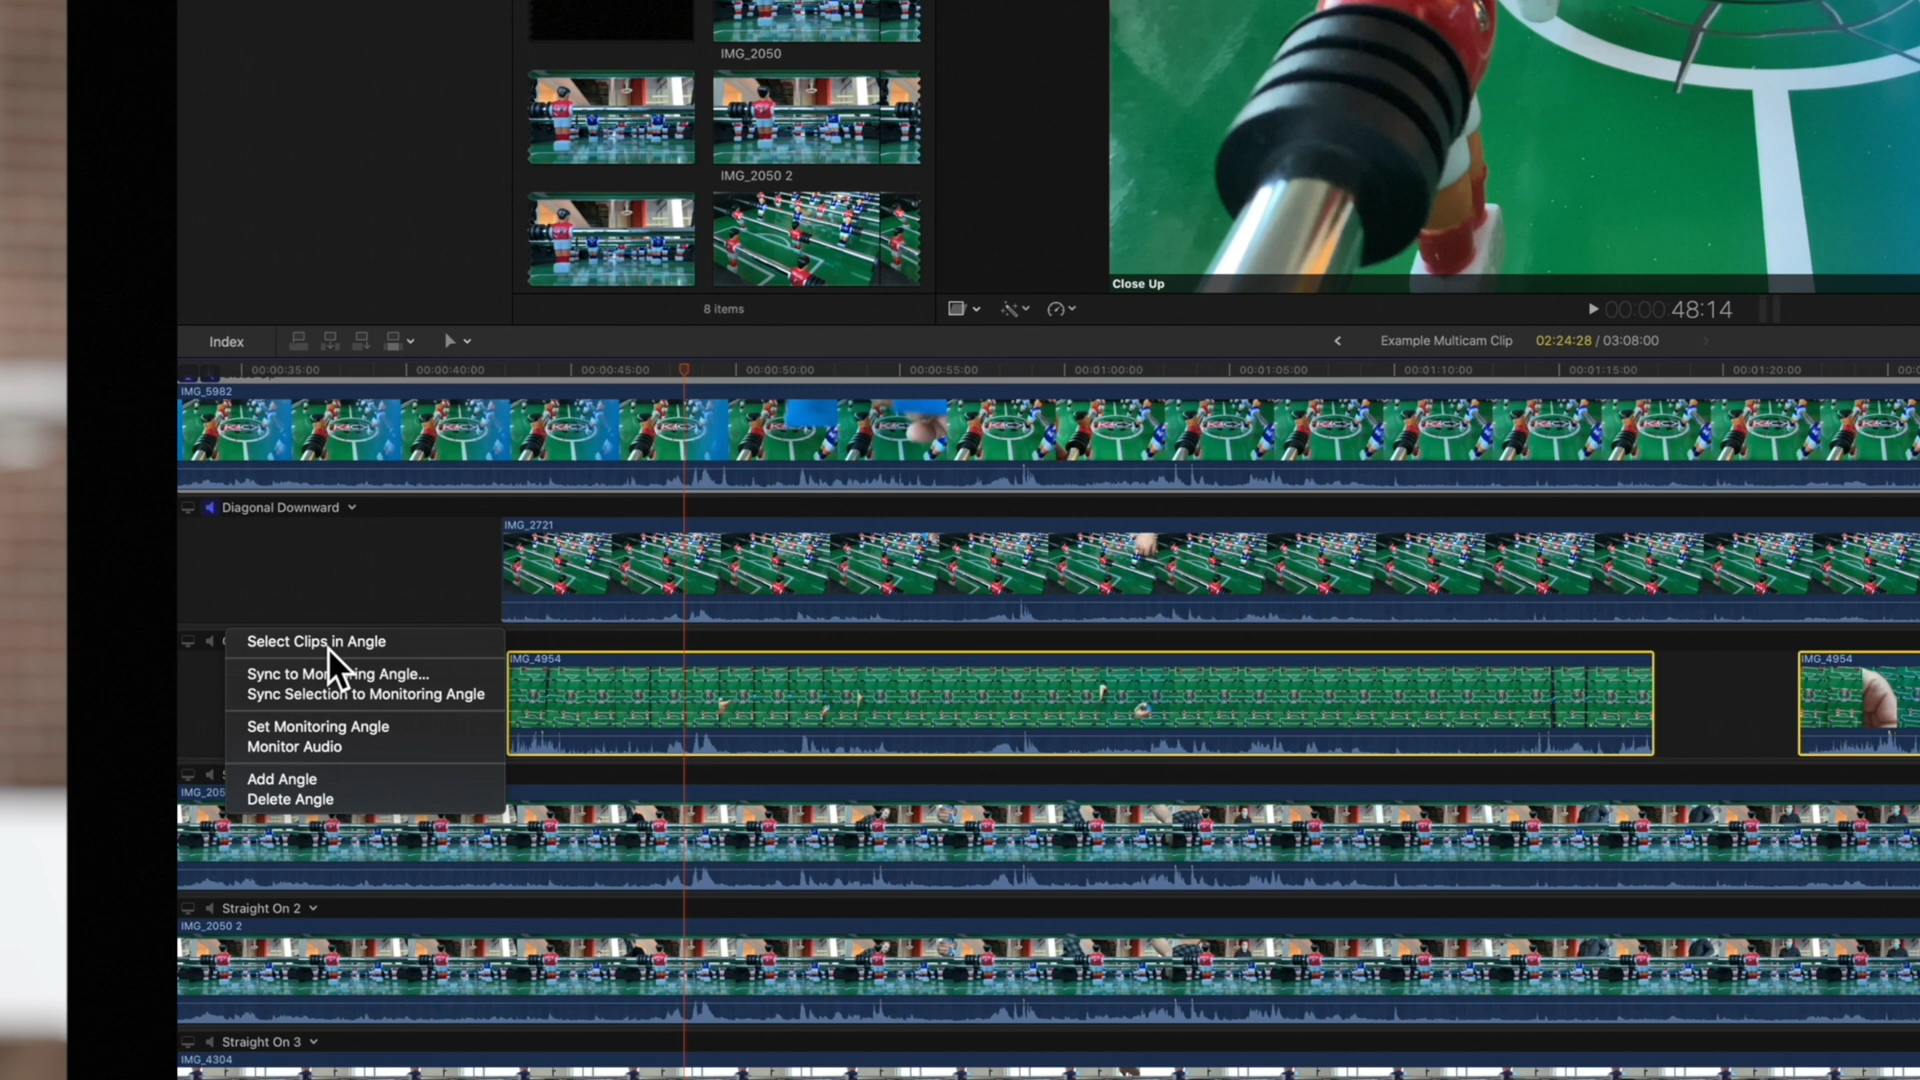 IMG_2050
IMG_2050 2
Close Up
8 items
00:00:48:14
Index
Example Multicam Clip
02:24:28 / 03:08:00
00:00:35:00
00:00:40:00
00:00:45:00
00:00:50:00
00:00:55:00
00:01:00:00
00:01:05:00
00:01:10:00
00:01:15:00
00:01:20:00
IMG_5982
Diagonal Downward
IMG_2721
Select Clips in Angle
IMG_4954
IMG_4954
Sync to Monitoring Angle...
Sync Selection to Monitoring Angle
Set Monitoring Angle
Monitor Audio
Add Angle
Delete Angle
Straight On 2
IMG_2050 2
Straight On 3
IMG_4304